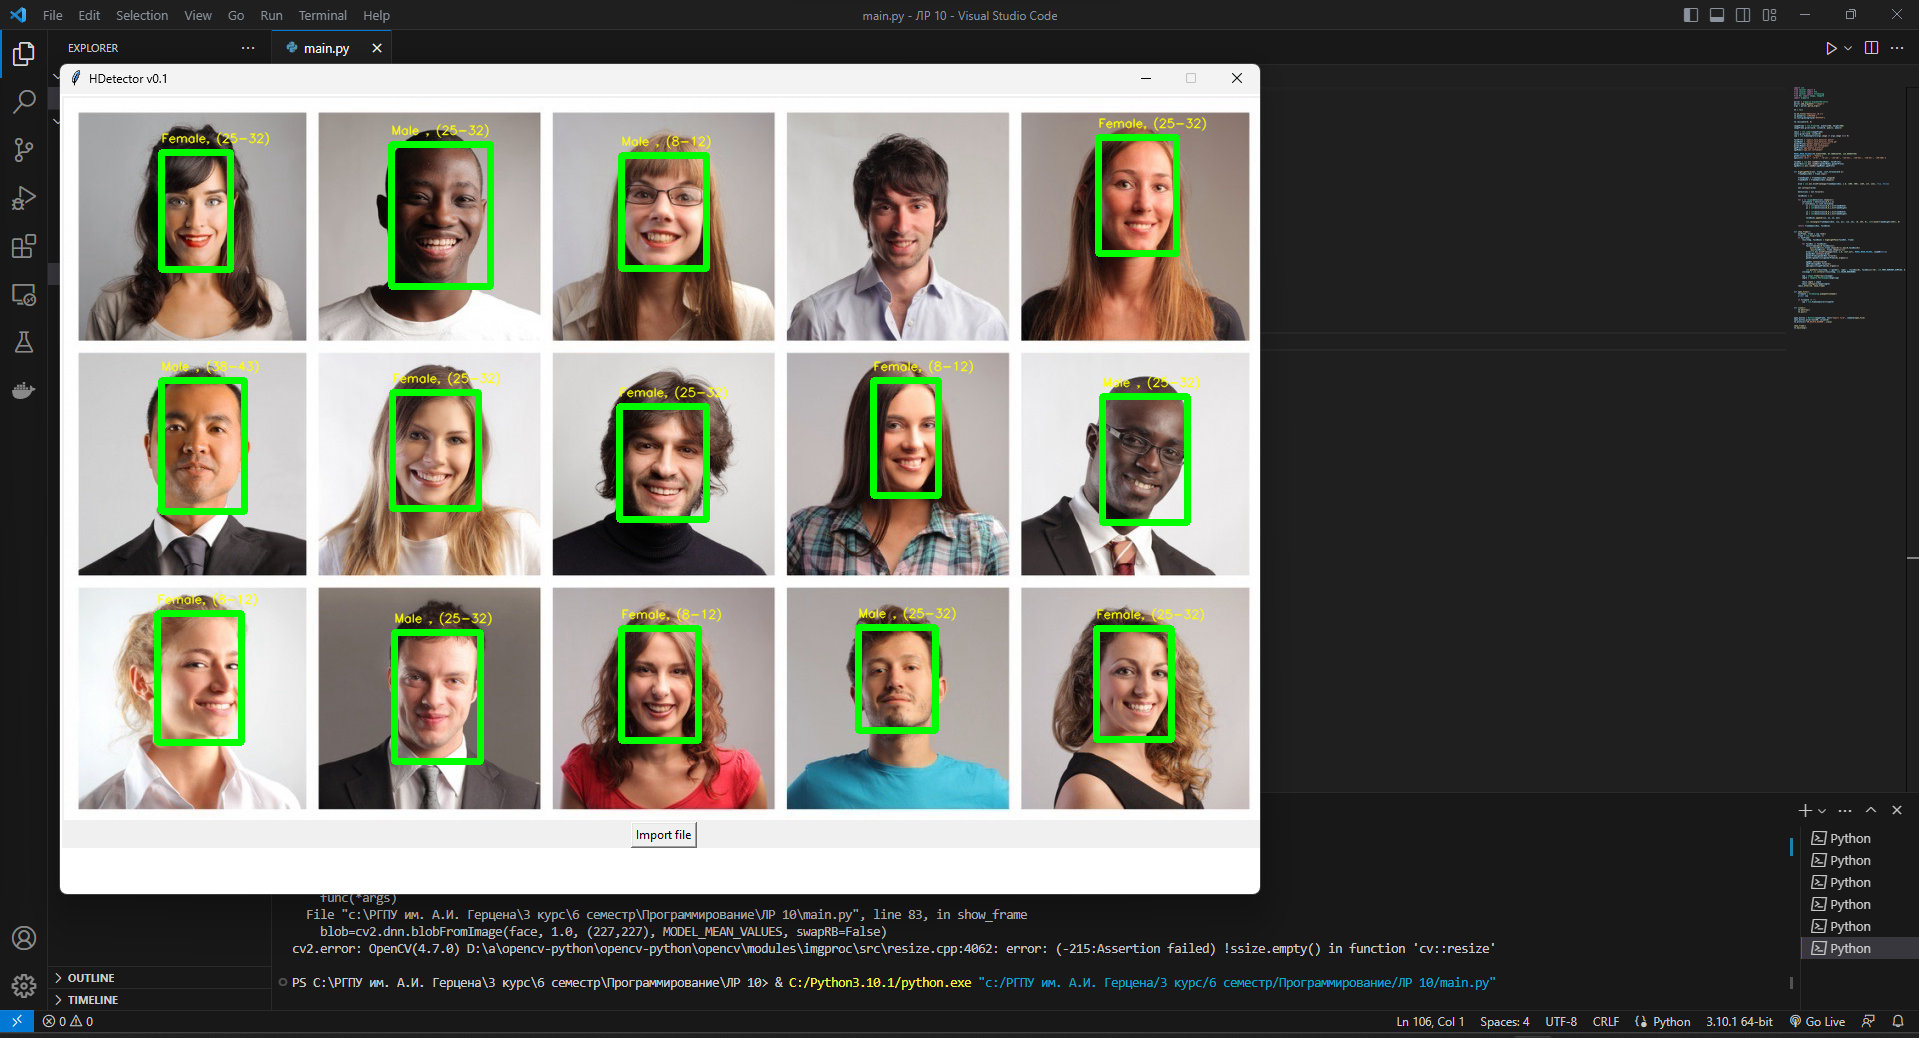 File Edit Selection View Go Run Terminal Help
main.py - ЛР 10 - Visual Studio Code
EXPLORER
main.py
HDetector v0.1
Female, (25-32)
Male , (25-32)
Male , (8-12)
Female, (25-32)
Male , (38-43)
Female, (25-32)
Female, (25-32)
Female, (8-12)
Male , (25-32)
Female, (8-12)
Male , (25-32)
Female, (8-12)
Male , (25-32)
Female, (25-32)
Import file
func(*args)
File "c:\РГПУ им. А.И. Герцена\3 курс\6 семестр\Программирование\ЛР 10\main.py", line 83, in show_frame
blob=cv2.dnn.blobFromImage(face, 1.0, (227,227), MODEL_MEAN_VALUES, swapRB=False)
cv2.error: OpenCV(4.7.0) D:\a\opencv-python\opencv-python\opencv\modules\imgproc\src\resize.cpp:4062: error: (-215:Assertion failed) !ssize.empty() in function 'cv::resize'
PS C:\РГПУ им. А.И. Герцена\3 курс\6 семестр\Программирование\ЛР 10> & C:/Python3.10.1/python.exe "c:/РГПУ им. А.И. Герцена/3 курс/6 семестр/Программирование/ЛР 10/main.py"
Python
Python
Python
Python
Python
Python
OUTLINE
TIMELINE
0 0
Ln 106, Col 1 Spaces: 4 UTF-8 CRLF Python 3.10.1 64-bit Go Live